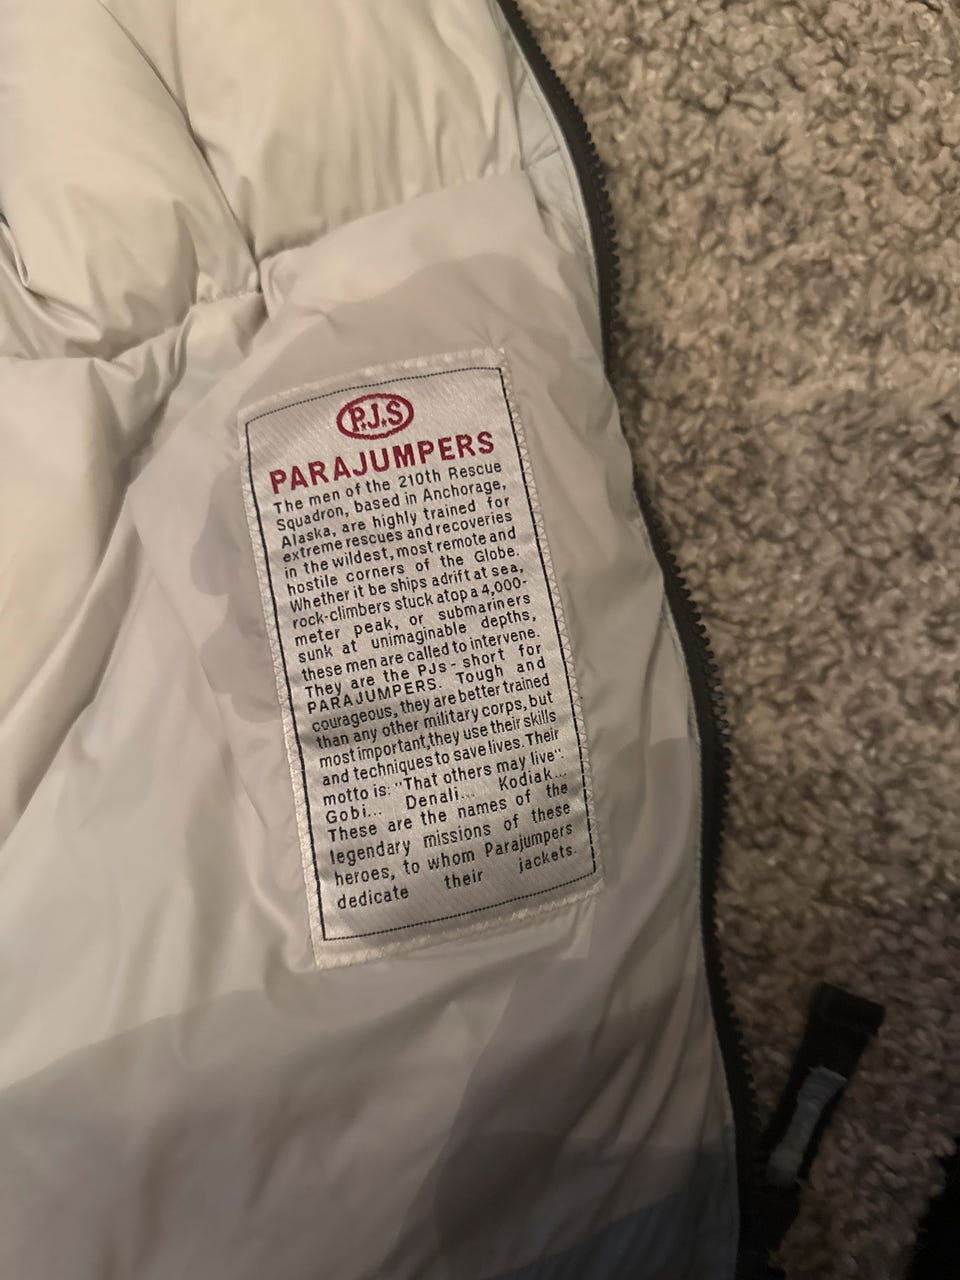 P.J.S
PARAJUMPERS
The men of the 210th Rescue
Squadron, based in Anchorage,
Alaska, are highly trained for
extreme rescues and recoveries
in the wildest, most remote and
hostile corners of the Globe.
Whether it be ships adrift at sea,
rock-climbers stuck atop a 4,000-
meter peak, or submariners
sunk at unimaginable depths,
these men are called to intervene.
They are the PJs - short for
PARAJUMPERS. Tough and
courageous, they are better trained
than any other military corps, but
most important,they use their skills
and techniques to save lives. Their
motto is: "That others may live".
Gobi... Denali... Kodiak...
These are the names of the
legendary missions of these
heroes, to whom Parajumpers
dedicate their jackets.